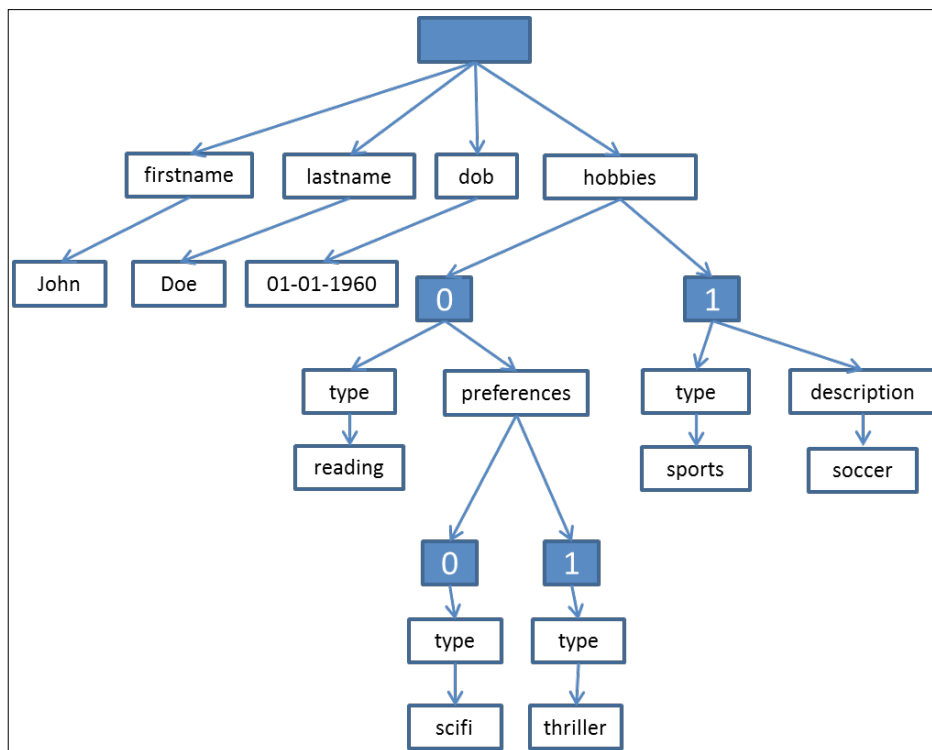 firstname
lastname
dob
hobbies
John
Doe
01-01-1960
0
1
type
preferences
type
description
reading
sports
soccer
0
1
type
type
scifi
thriller